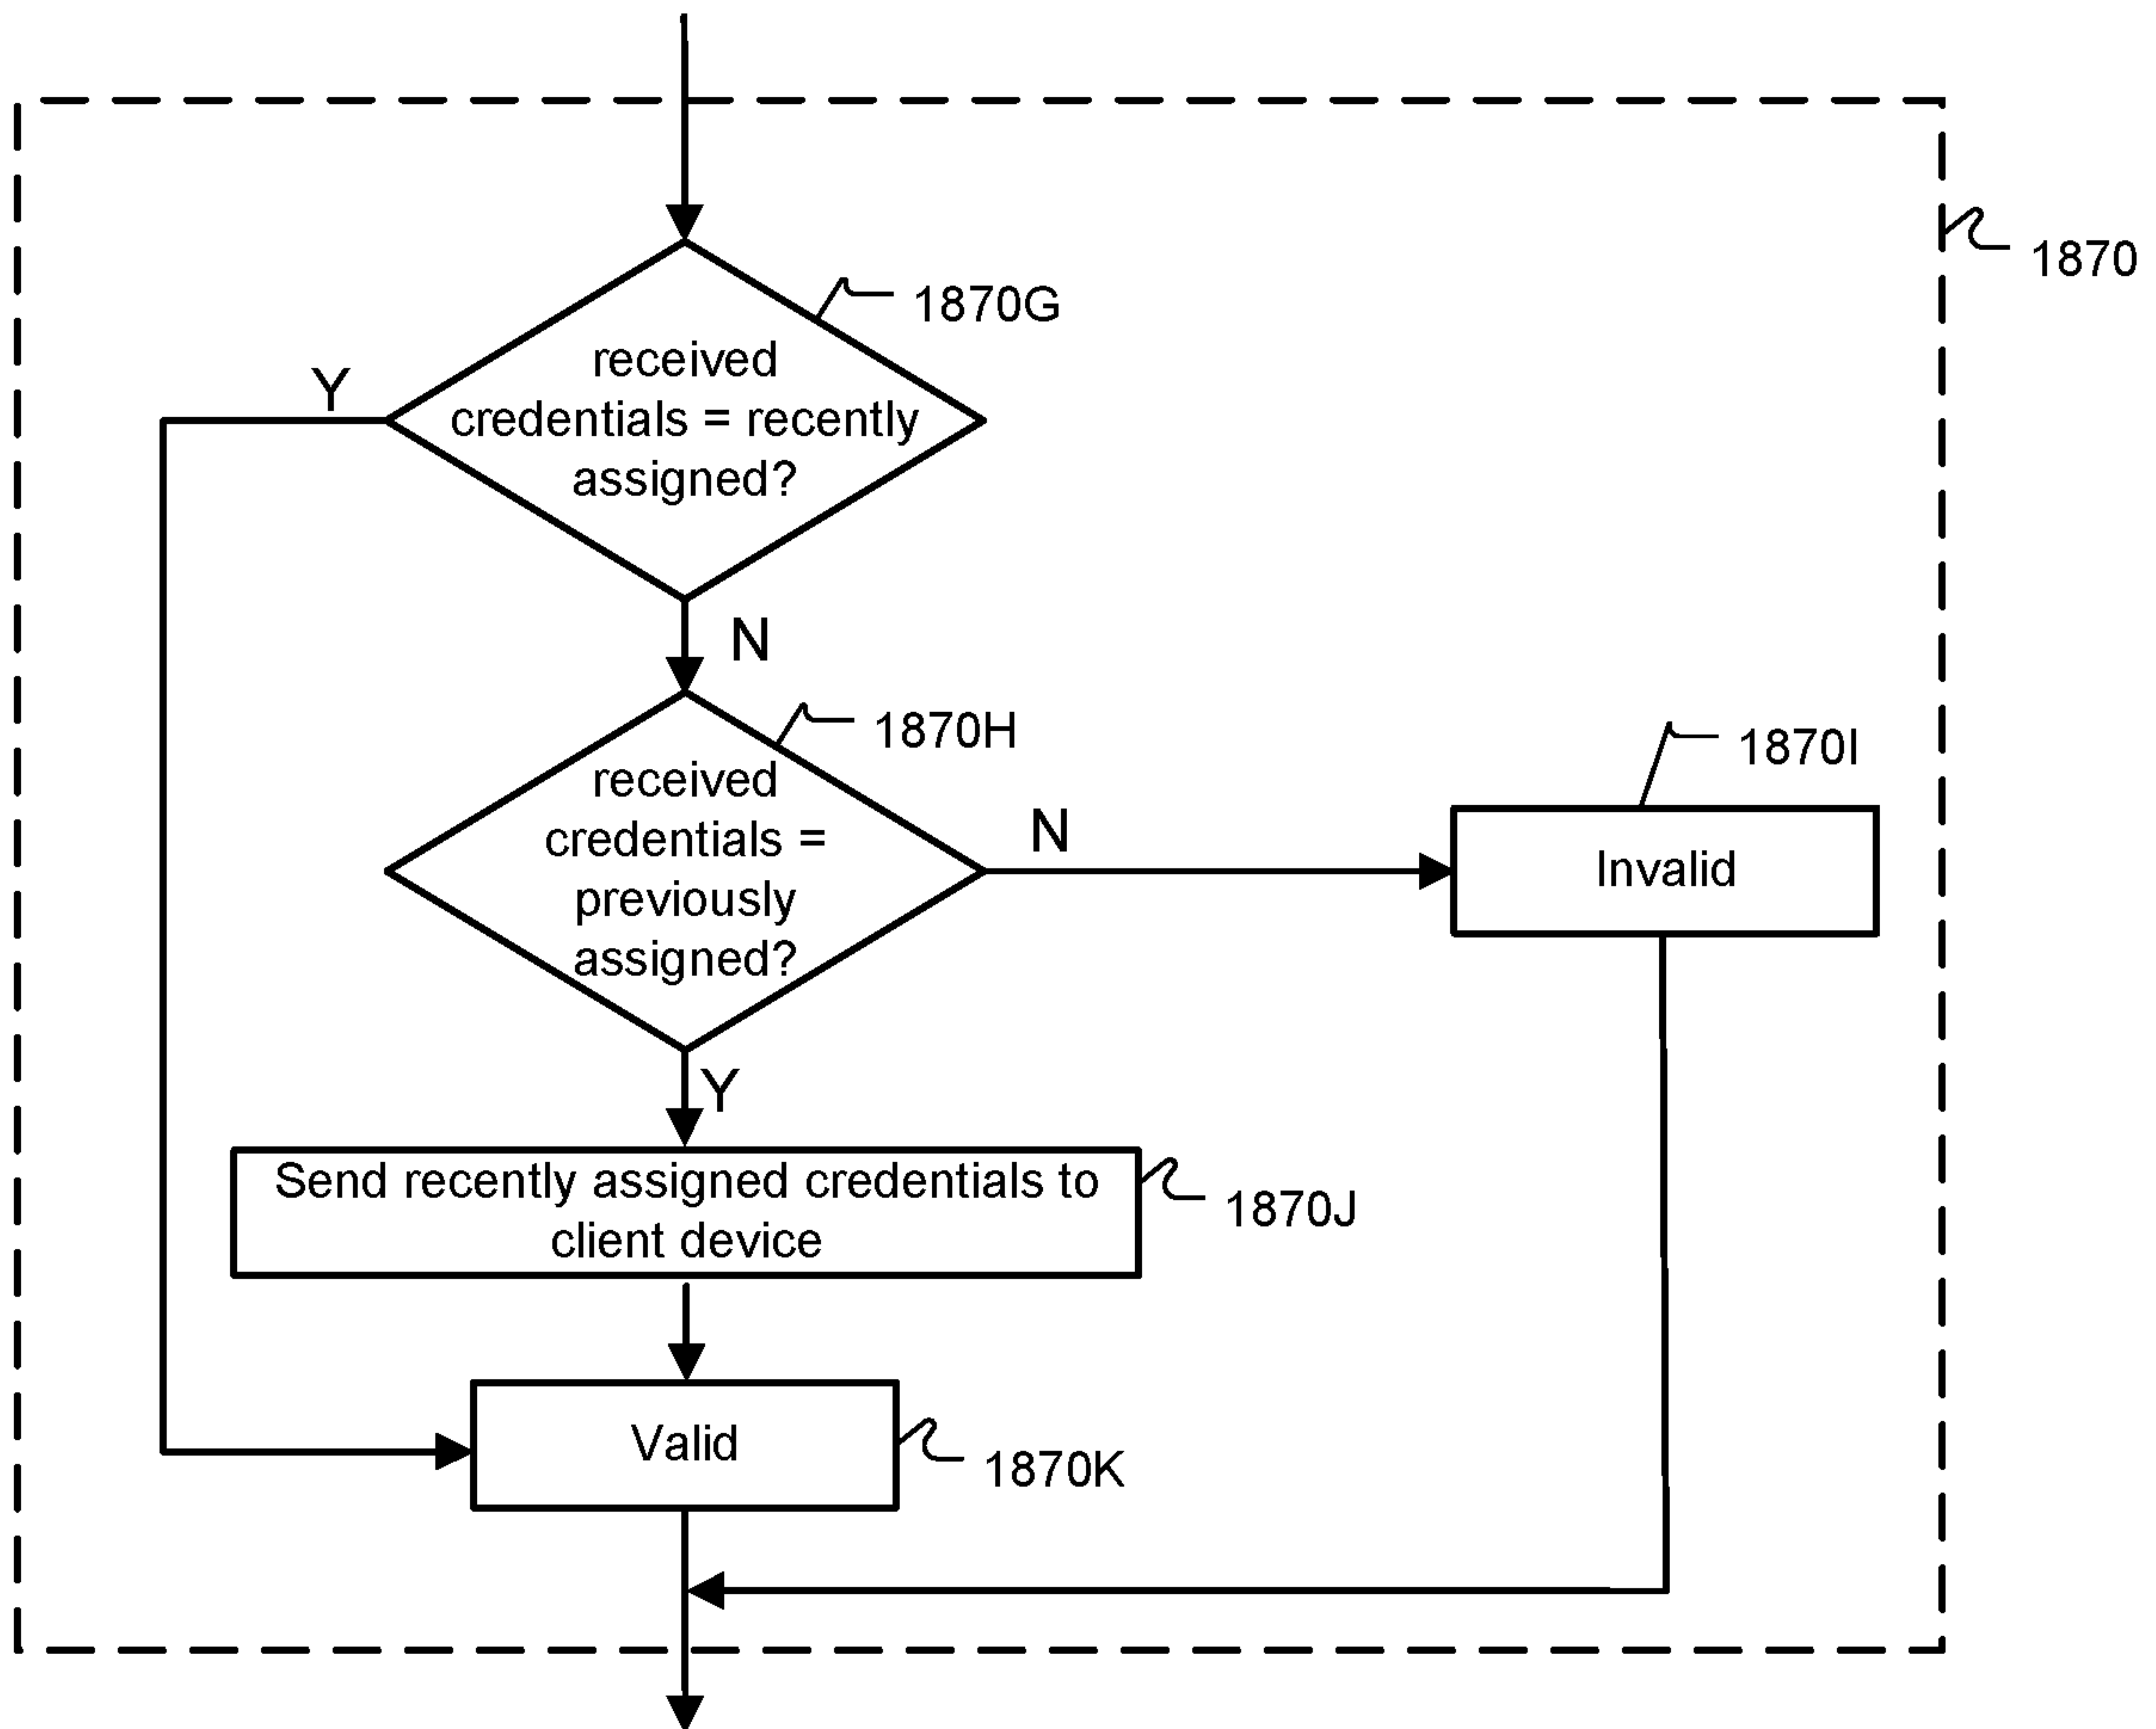 1870
1870G
received
credentials = recently
assigned?
Y
N
1870H
received
credentials =
previously
assigned?
N
1870I
Invalid
Y
Send recently assigned credentials to
client device
1870J
Valid
1870K